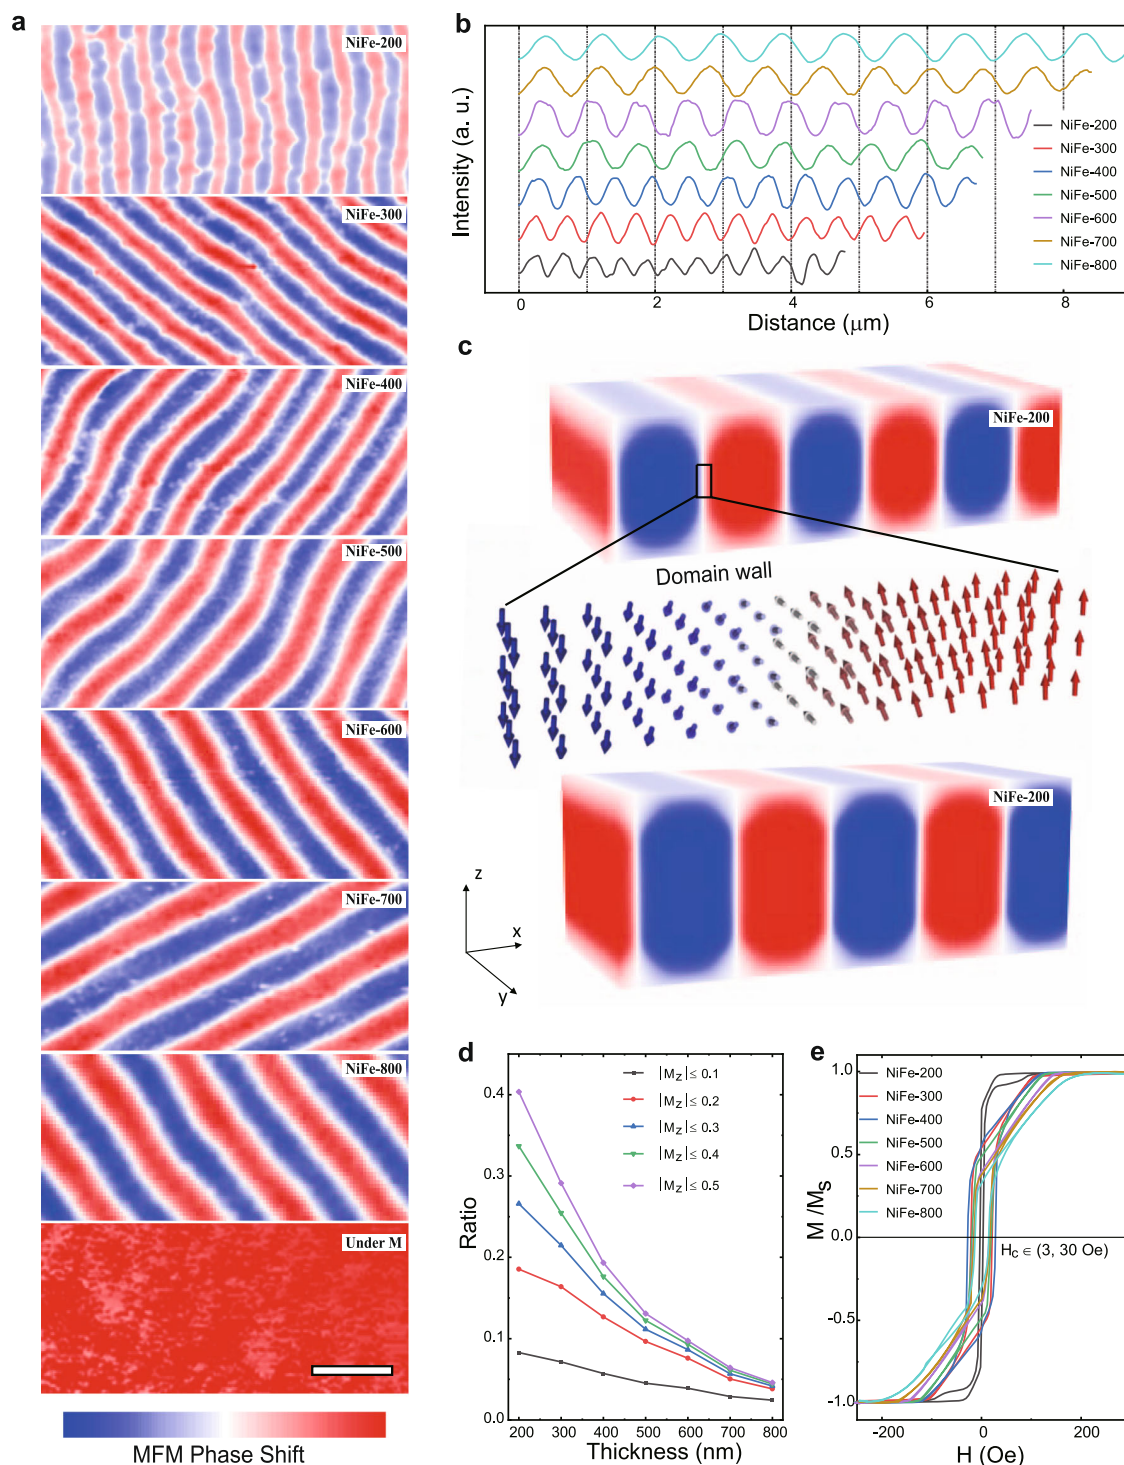 a
NiFe-200
NiFe-300
NiFe-400
NiFe-500
NiFe-600
NiFe-700
NiFe-800
Under M
MFM Phase Shift
b
Intensity (a. u.)
NiFe-200
NiFe-300
NiFe-400
NiFe-500
NiFe-600
NiFe-700
NiFe-800
0 2 4 6 8
Distance (μm)
c
NiFe-200
Domain wall
NiFe-200
z
x
y
d
|Mz| ≤ 0.1
|Mz| ≤ 0.2
|Mz| ≤ 0.3
|Mz| ≤ 0.4
|Mz| ≤ 0.5
0.4
0.3
0.2
0.1
0.0
Ratio
200 300 400 500 600 700 800
Thickness (nm)
e
NiFe-200
NiFe-300
NiFe-400
NiFe-500
NiFe-600
NiFe-700
NiFe-800
1.0
0.5
0.0
-0.5
-1.0
M /Ms
Hc ∈ (3, 30 Oe)
-200 0 200
H (Oe)